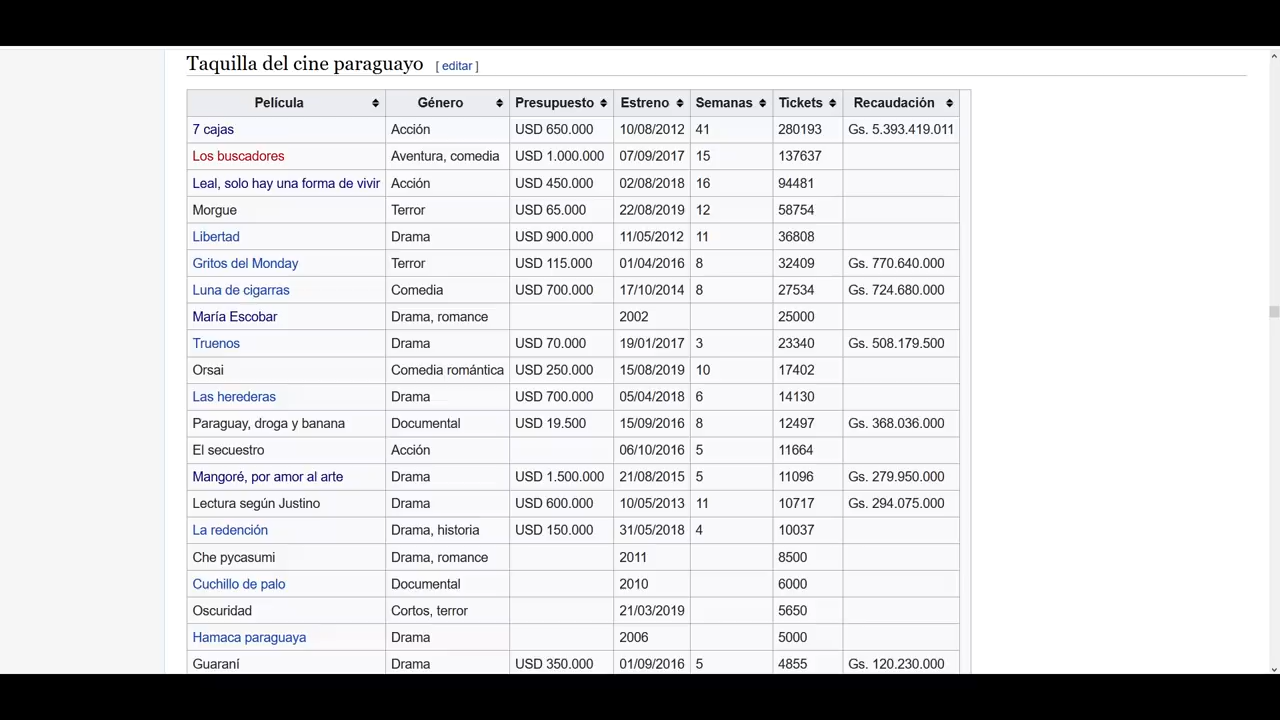 Taquilla del cine paraguayo [ editar ]
Película Género Presupuesto Estreno Semanas Tickets Recaudación
7 cajas Acción USD 650.000 10/08/2012 41 280193 Gs. 5.393.419.011
Los buscadores Aventura, comedia USD 1.000.000 07/09/2017 15 137637
Leal, solo hay una forma de vivir Acción USD 450.000 02/08/2018 16 94481
Morgue Terror USD 65.000 22/08/2019 12 58754
Libertad Drama USD 900.000 11/05/2012 11 36808
Gritos del Monday Terror USD 115.000 01/04/2016 8 32409 Gs. 770.640.000
Luna de cigarras Comedia USD 700.000 17/10/2014 8 27534 Gs. 724.680.000
María Escobar Drama, romance 2002 25000
Truenos Drama USD 70.000 19/01/2017 3 23340 Gs. 508.179.500
Orsai Comedia romántica USD 250.000 15/08/2019 10 17402
Las herederas Drama USD 700.000 05/04/2018 6 14130
Paraguay, droga y banana Documental USD 19.500 15/09/2016 8 12497 Gs. 368.036.000
El secuestro Acción 06/10/2016 5 11664
Mangoré, por amor al arte Drama USD 1.500.000 21/08/2015 5 11096 Gs. 279.950.000
Lectura según Justino Drama USD 600.000 10/05/2013 11 10717 Gs. 294.075.000
La redención Drama, historia USD 150.000 31/05/2018 4 10037
Che pycasumi Drama, romance 2011 8500
Cuchillo de palo Documental 2010 6000
Oscuridad Cortos, terror 21/03/2019 5650
Hamaca paraguaya Drama 2006 5000
Guaraní Drama USD 350.000 01/09/2016 5 4855 Gs. 120.230.000